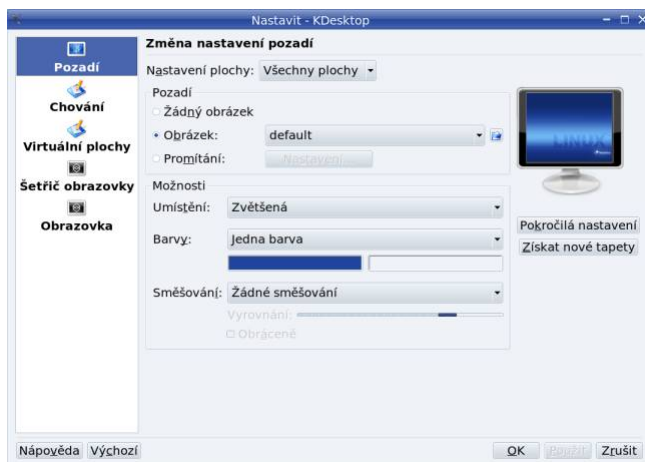 Nastavit - KDesktop
Pozadí
Chování
Virtuální plochy
Šetřič obrazovky
Obrazovka
Změna nastavení pozadí
Nastavení plochy: Všechny plochy
Pozadí
Žádný obrázek
Obrázek: default
Promítání: Nastavení...
LINUX
Pokročilá nastavení
Získat nové tapety
Možnosti
Umístění: Zvětšená
Barvy: Jedna barva
Směšování: Žádné směšování
Vyrovnání:
Obráceně
Nápověda Výchozí OK Použít Zrušit